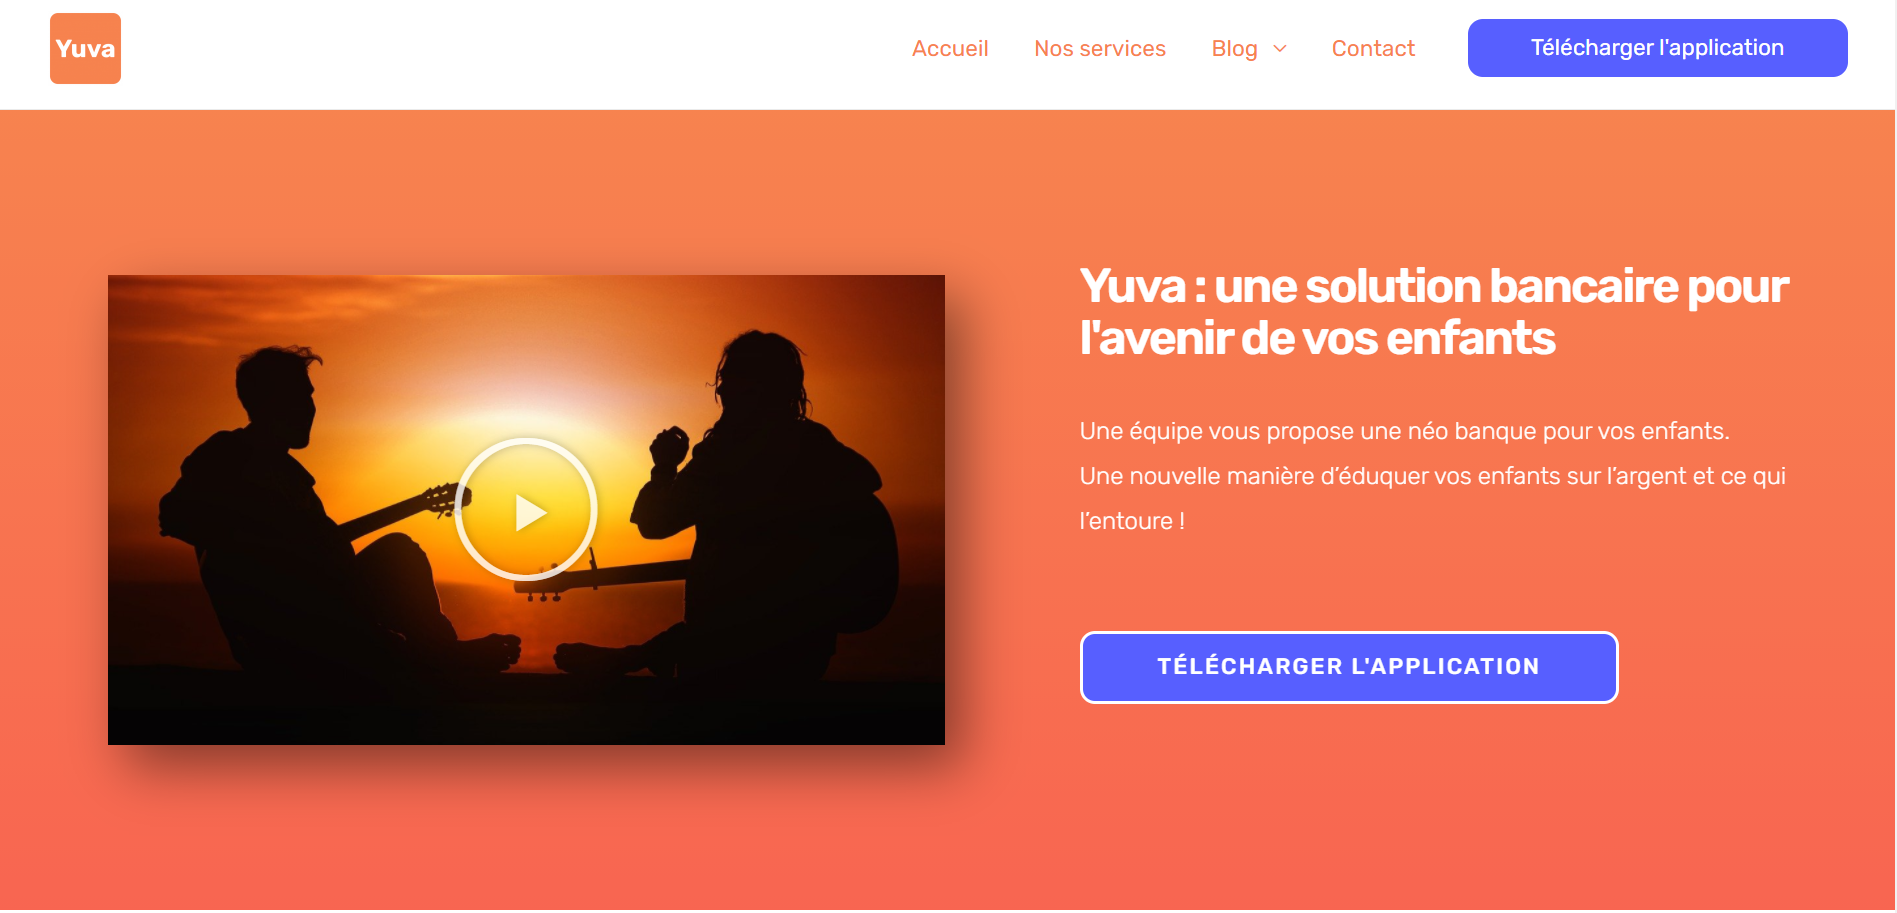 Yuva
Accueil
Nos services
Blog
Contact
Télécharger l'application
Yuva : une solution bancaire pour
l'avenir de vos enfants
Une équipe vous propose une néo banque pour vos enfants.
Une nouvelle manière d’éduquer vos enfants sur l’argent et ce qui
l’entoure !
TÉLÉCHARGER L'APPLICATION